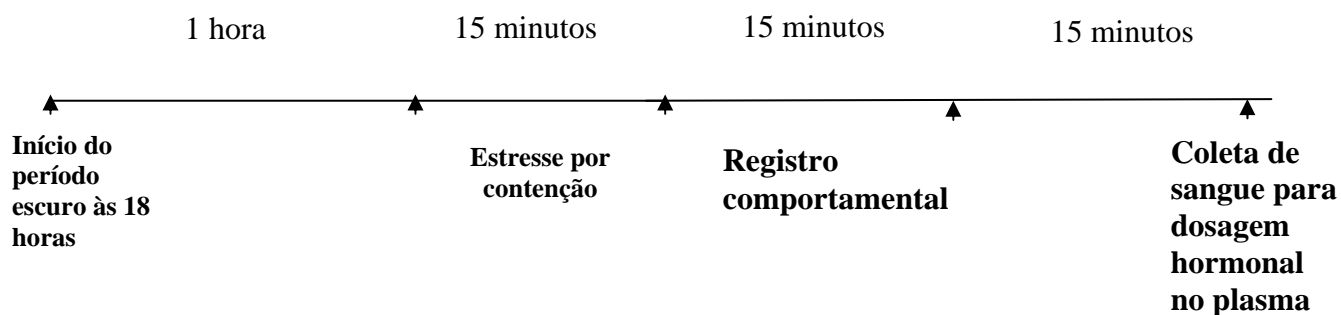 1 hora
15 minutos
15 minutos
15 minutos
Início do
período
escuro às 18
horas
Estresse por
contenção
Registro
comportamental
Coleta de
sangue para
dosagem
hormonal
no plasma